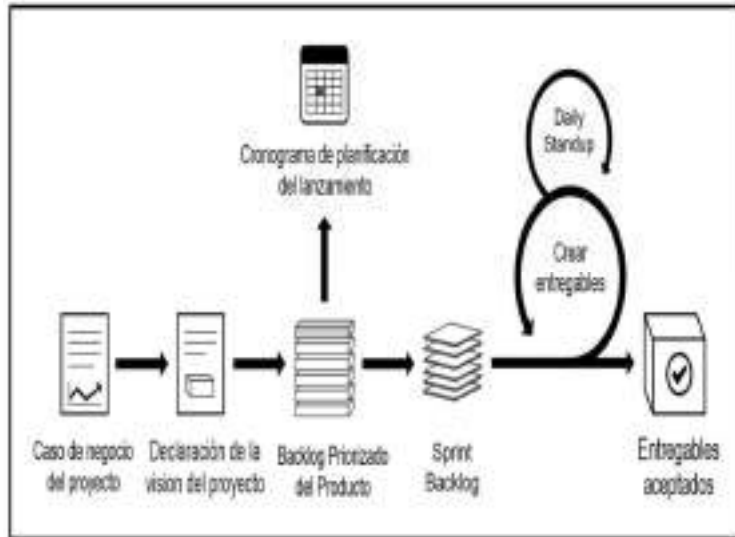 Cronograma de planificación
del lanzamiento
Daily
Standup
Crear
entregables
Caso de negocio
del proyecto
Declaración de la
vision del proyecto
Backlog Priorizado
del Producto
Sprint
Backlog
Entregables
aceptados